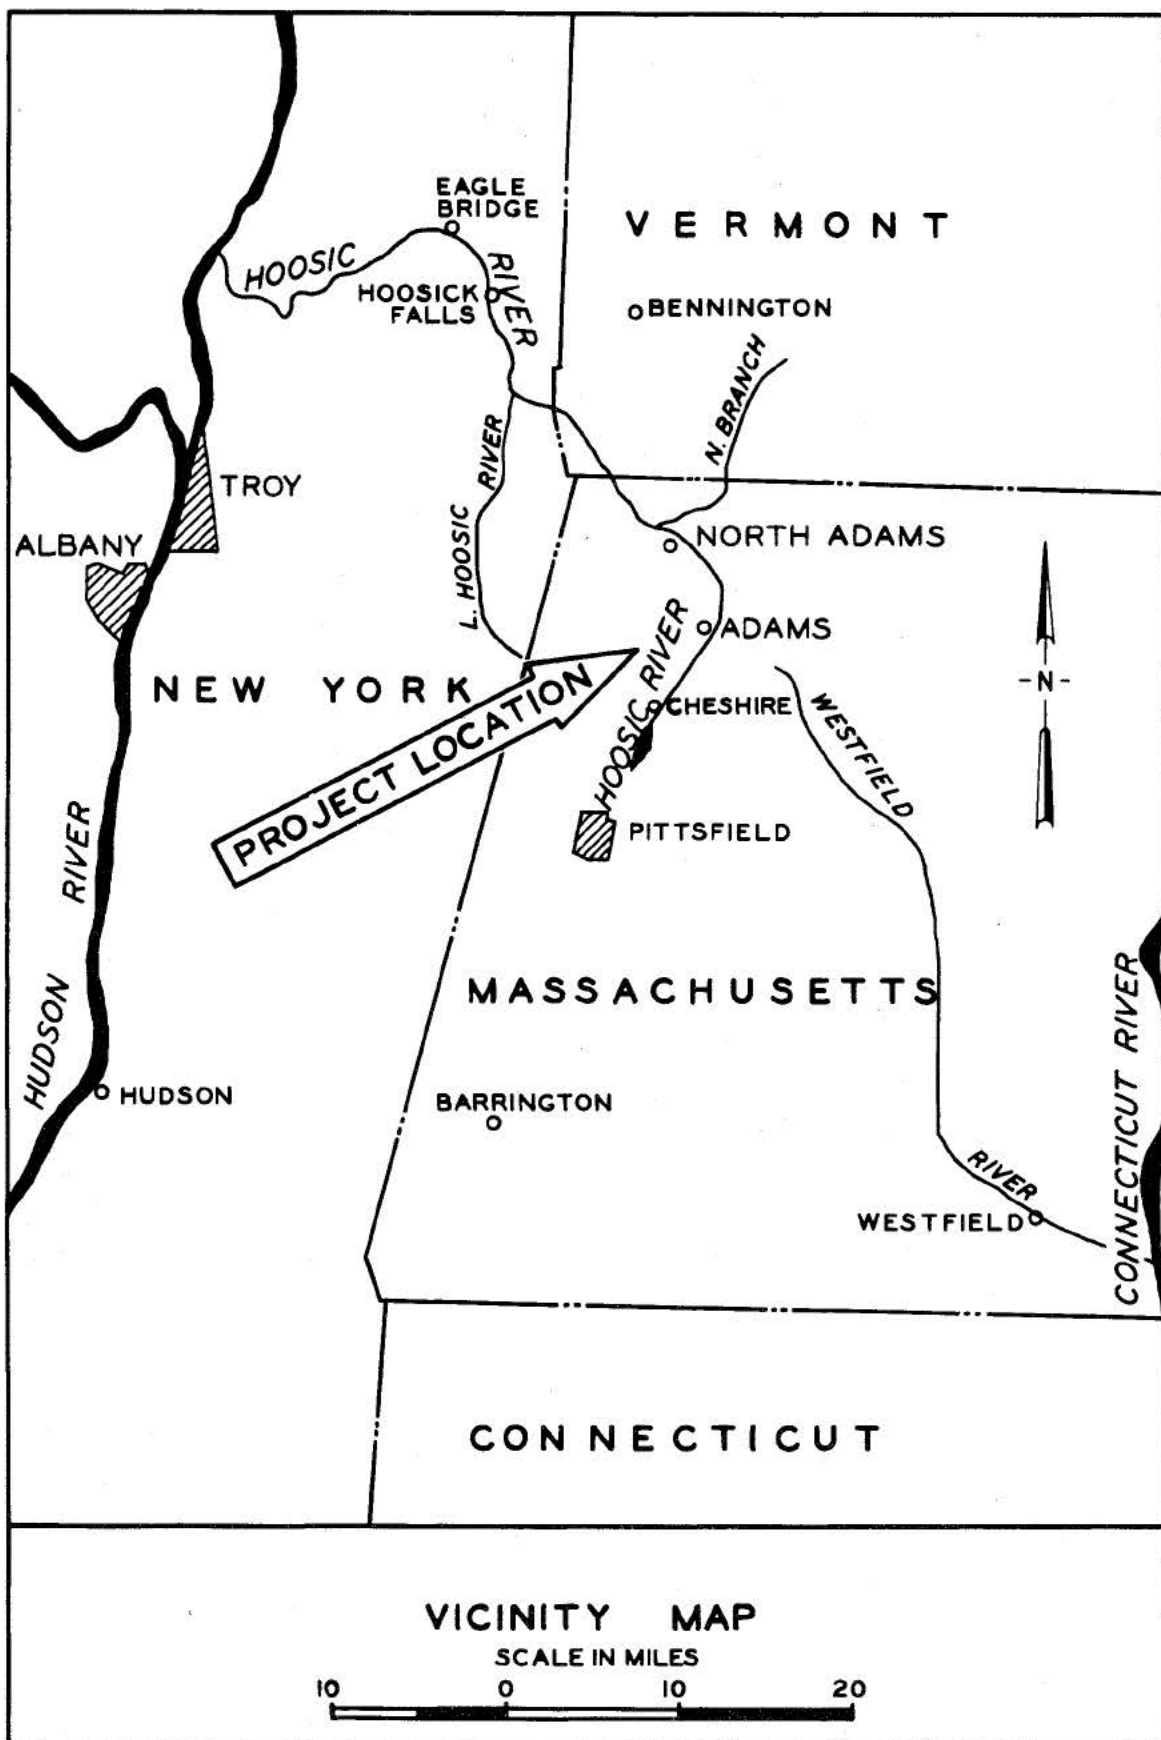 EAGLE
BRIDGE
VERMONT
HOOSIC
RIVER
HOOSICK
FALLS
BENNINGTON
N. BRANCH
RIVER
L. HOOSIC
TROY
ALBANY
NORTH ADAMS
ADAMS
NEW YORK
PROJECT LOCATION
HOOSIC RIVER
CHESHIRE
WESTFIELD
-N-
PITTSFIELD
HUDSON RIVER
MASSACHUSETTS
CONNECTICUT RIVER
HUDSON
BARRINGTON
RIVER
WESTFIELD
CONNECTICUT
VICINITY MAP
SCALE IN MILES
10 0 10 20